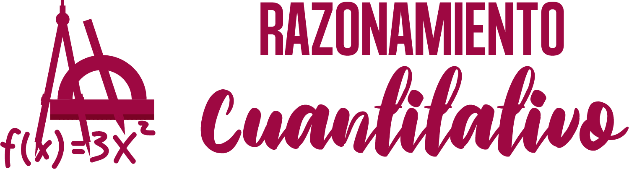 RAZONAMIENTO
Cuantitativo
f(x)=3x²